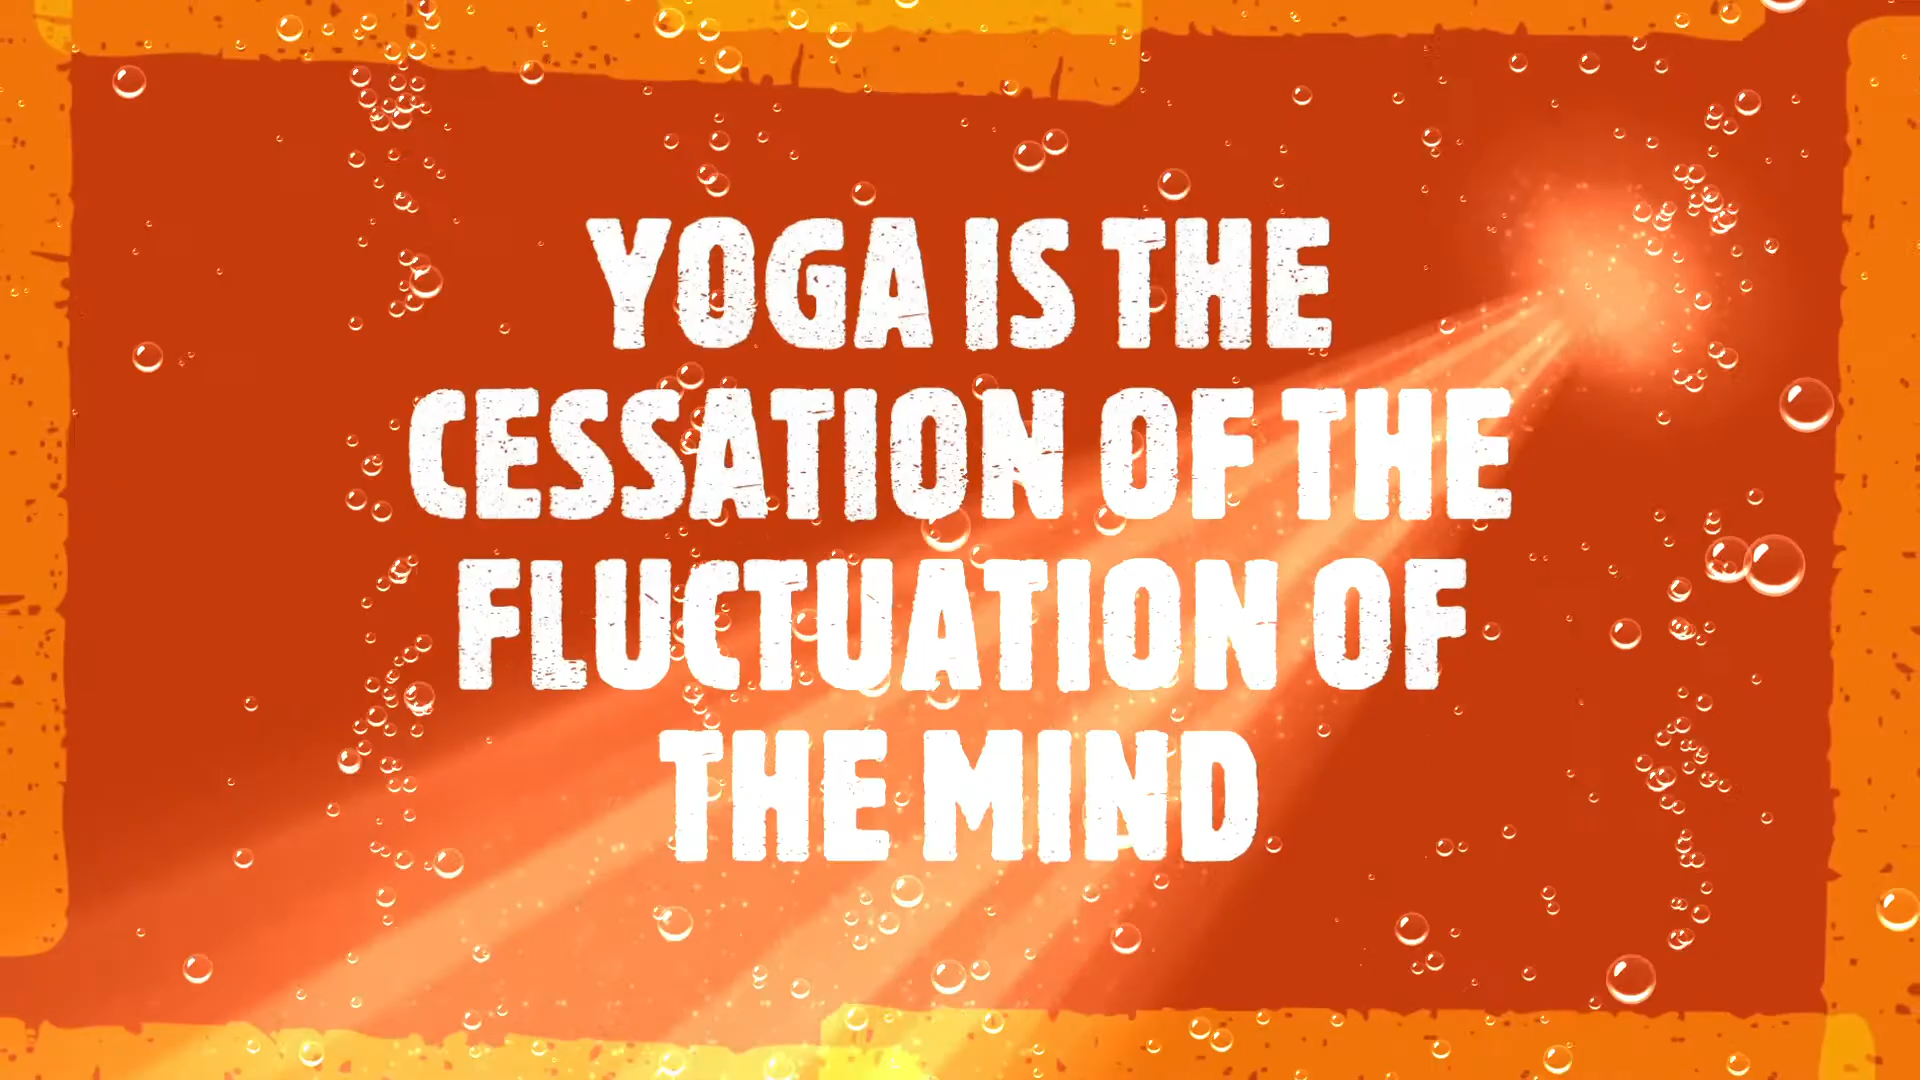 YOGA IS THE
CESSATION OF THE
FLUCTUATION OF
THE MIND